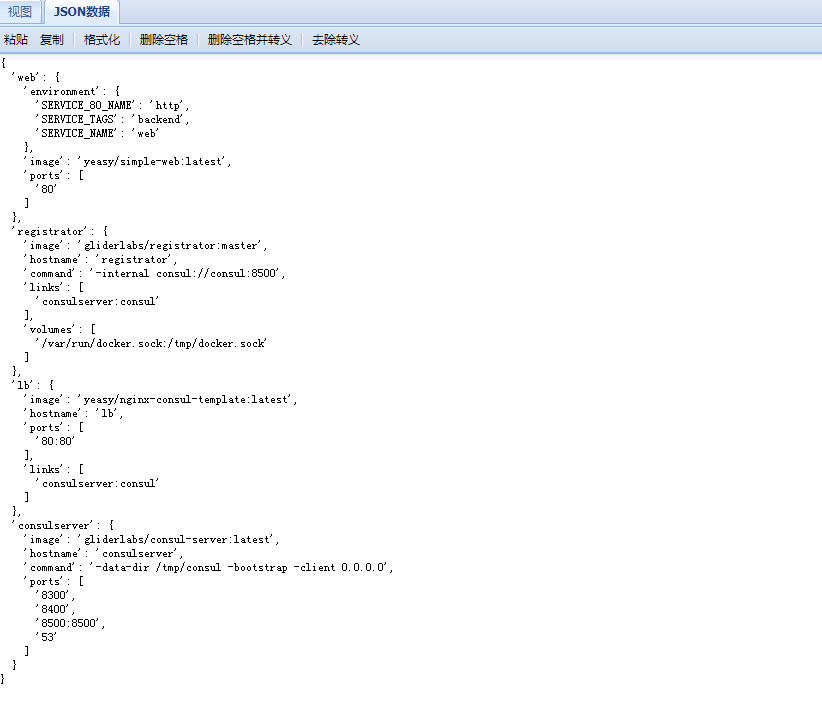 视图 JSON数据
粘贴 复制 格式化 删除空格 删除空格并转义 去除转义
{
  'web': {
    'environment': {
      'SERVICE_80_NAME': 'http',
      'SERVICE_TAGS': 'backend',
      'SERVICE_NAME': 'web'
    },
    'image': 'yeasy/simple-web:latest',
    'ports': [
      '80'
    ]
  },
  'registrator': {
    'image': 'gliderlabs/registrator:master',
    'hostname': 'registrator',
    'command': '-internal consul://consul:8500',
    'links': [
      'consulserver:consul'
    ],
    'volumes': [
      '/var/run/docker.sock:/tmp/docker.sock'
    ]
  },
  'lb': {
    'image': 'yeasy/nginx-consul-template:latest',
    'hostname': 'lb',
    'ports': [
      '80:80'
    ],
    'links': [
      'consulserver:consul'
    ]
  },
  'consulserver': {
    'image': 'gliderlabs/consul-server:latest',
    'hostname': 'consulserver',
    'command': '-data-dir /tmp/consul -bootstrap -client 0.0.0.0',
    'ports': [
      '8300',
      '8400',
      '8500:8500',
      '53'
    ]
  }
}